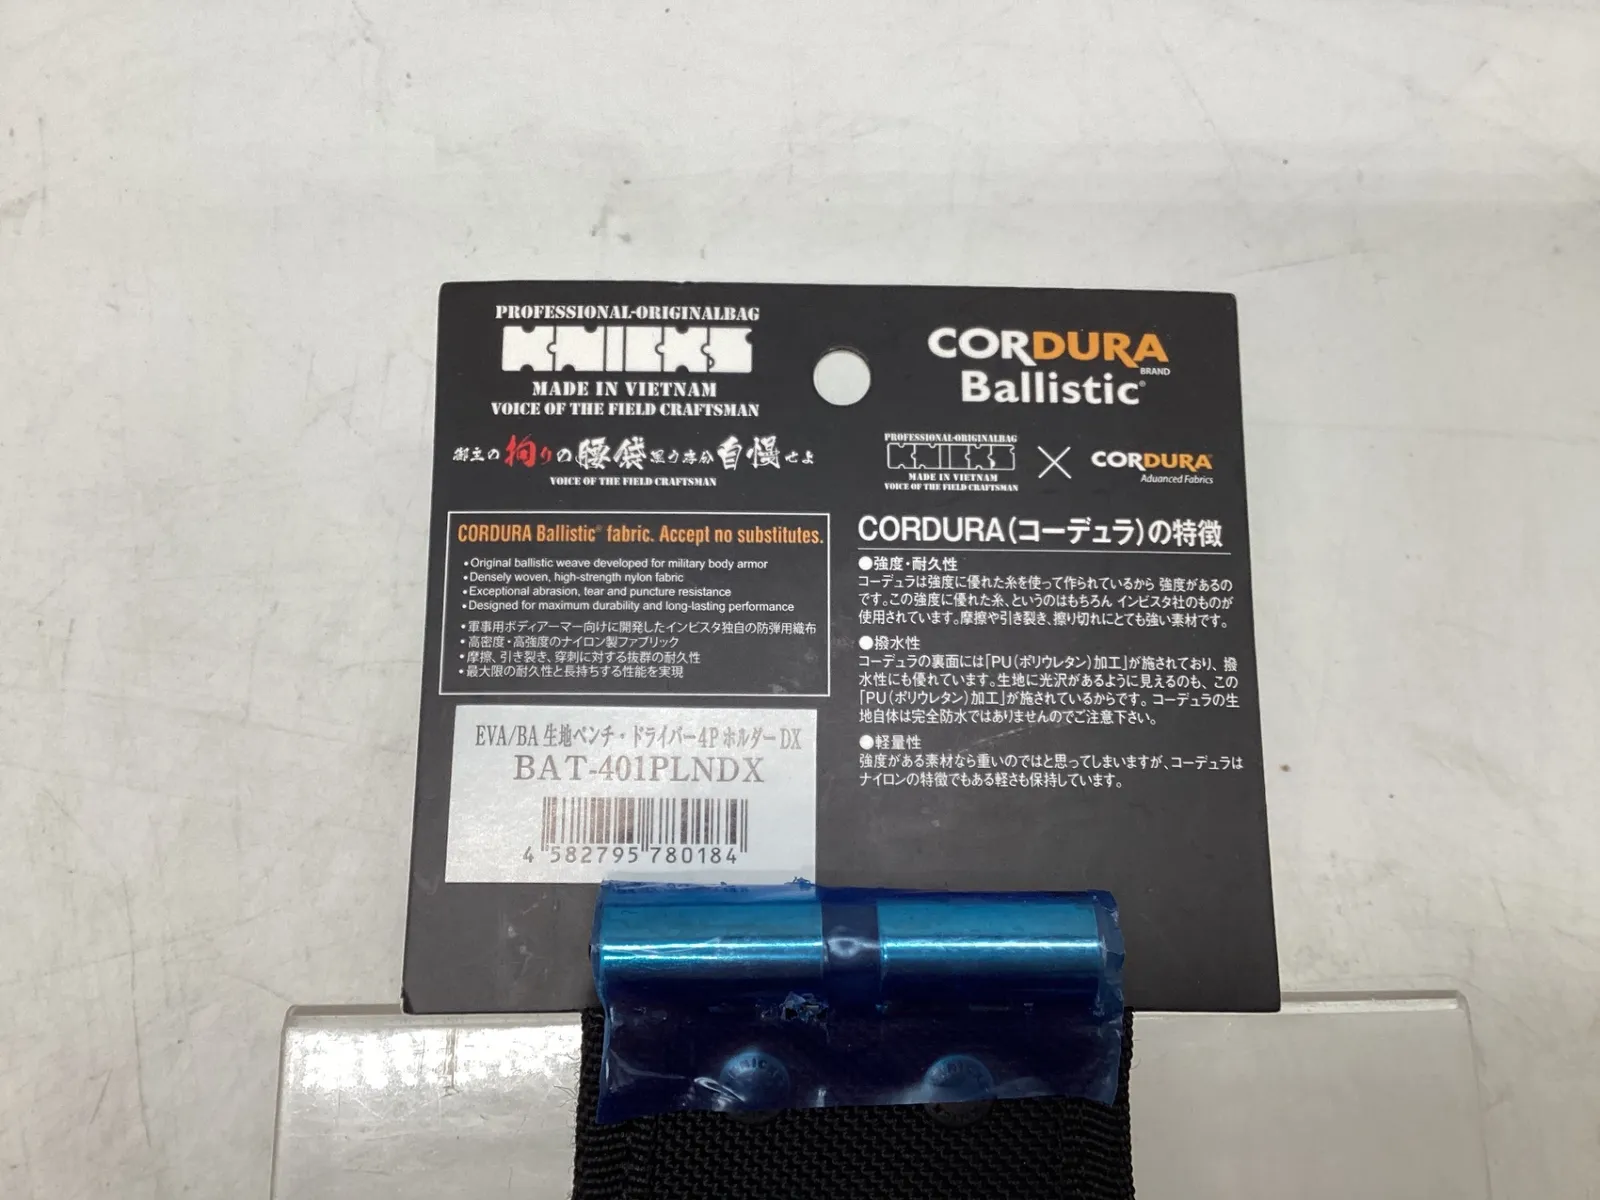 PROFESSIONAL-ORIGINALBAG
KNICKS
MADE IN VIETNAM
VOICE OF THE FIELD CRAFTSMAN
御主の拘りの腰袋思う存分自慢せよ
VOICE OF THE FIELD CRAFTSMAN
CORDURA Ballistic® fabric. Accept no substitutes.
•Original ballistic weave developed for military body armor
•Densely woven, high-strength nylon fabric
•Exceptional abrasion, tear and puncture resistance
•Designed for maximum durability and long-lasting performance
•軍事用ボディアーマー向けに開発したインビスタ独自の防弾用織布
•高密度・高強度のナイロン製ファブリック
•摩擦、引き裂き、穿刺に対する抜群の耐久性
•最大限の耐久性と長持ちする性能を実現
EVA/BA 生地ペンチ・ドライバー4P ホルダー DX
BAT-401PLNDX
4 582795 780184
CORDURA
BRAND
Ballistic®
PROFESSIONAL-ORIGINALBAG
KNICKS
MADE IN VIETNAM
VOICE OF THE FIELD CRAFTSMAN
×
CORDURA®
Advanced Fabrics
CORDURA(コーデュラ)の特徴
●強度・耐久性
コーデュラは強度に優れた糸を使って作られているから 強度があるの
です。この強度に優れた糸、というのはもちろん インビスタ社のものが
使用されています。摩擦や引き裂き、擦り切れにとても強い素材です。
●撥水性
コーデュラの裏面には「PU(ポリウレタン)加工」が施されており、撥
水性にも優れています。生地に光沢があるように見えるのも、この
「PU(ポリウレタン)加工」が施されているからです。コーデュラの生
地自体は完全防水ではありませんのでご注意下さい。
●軽量性
強度がある素材なら重いのではと思ってしまいますが、コーデュラは
ナイロンの特徴でもある軽さも保持しています。